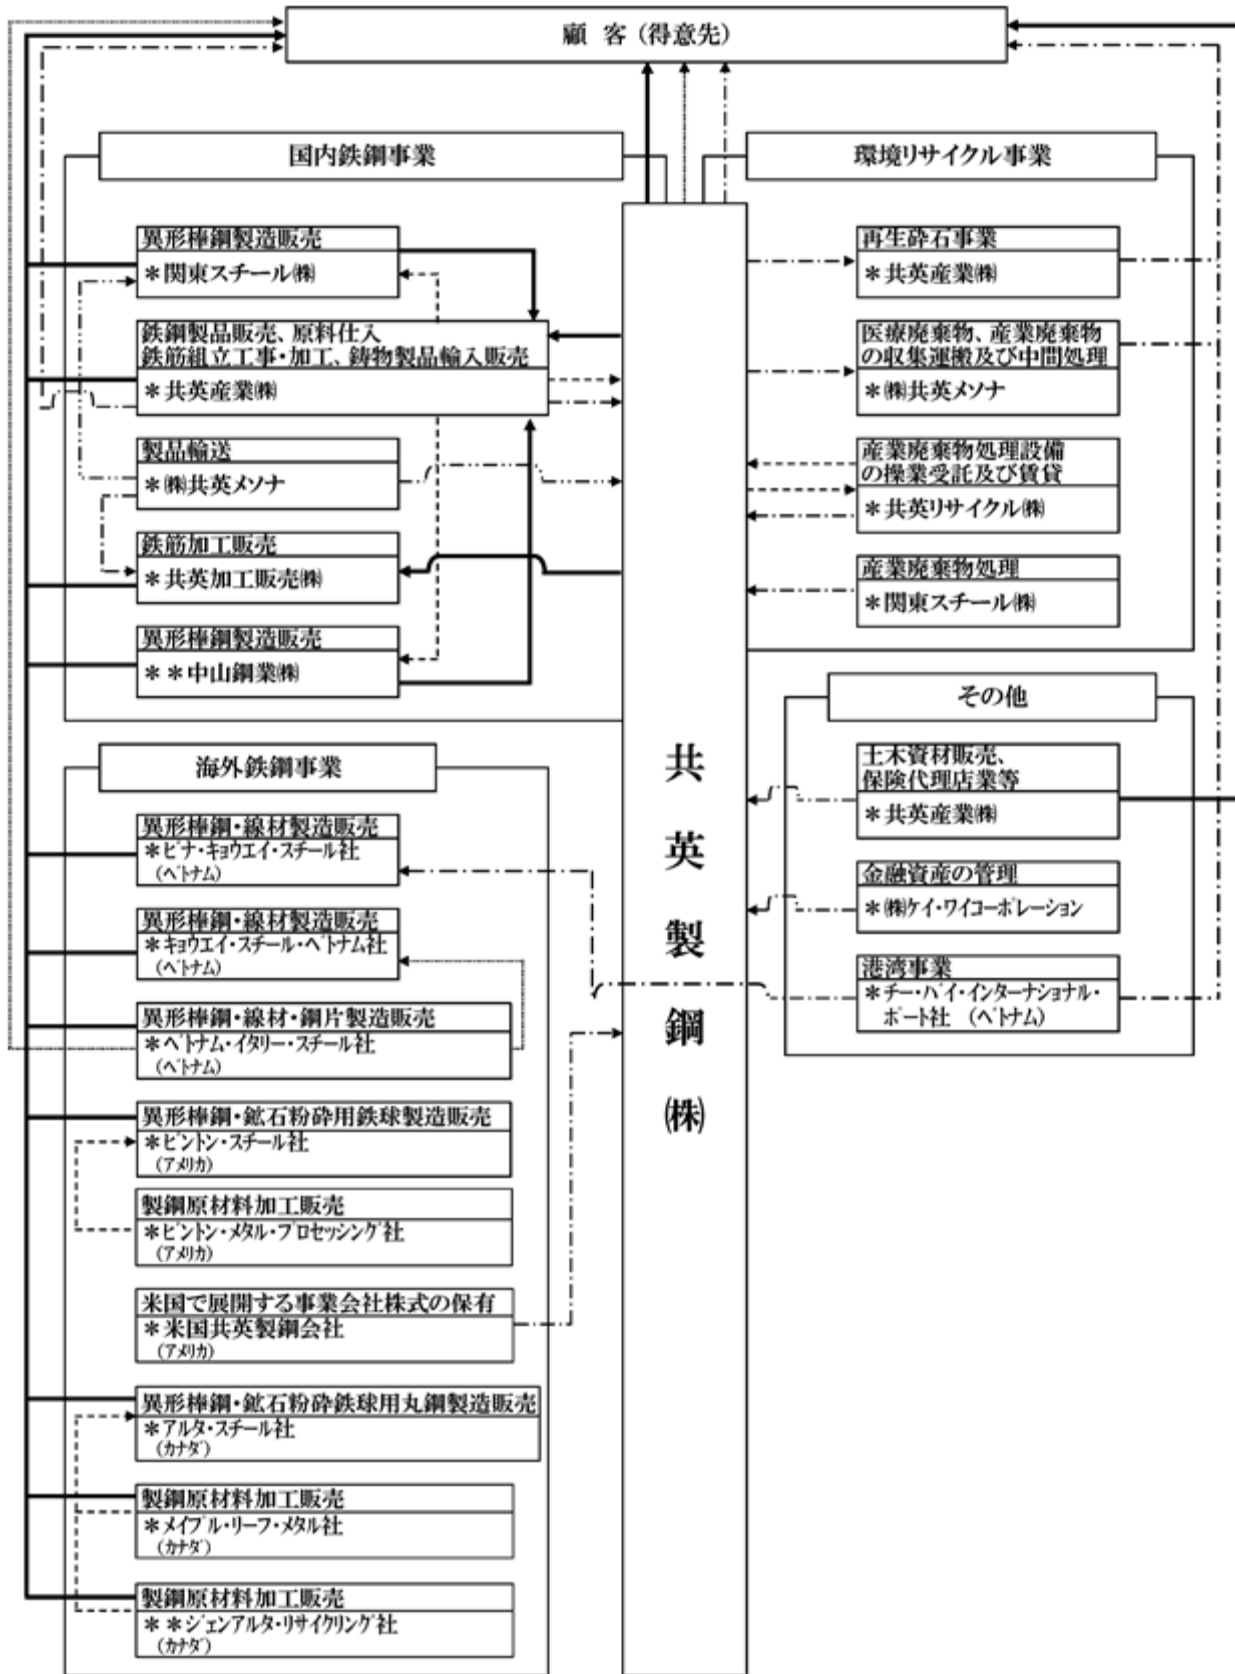 顧 客 （得意先）
国内鉄鋼事業
異形棒鋼製造販売
＊関東スチール㈱
鉄鋼製品販売、原料仕入
鉄筋組立工事・加工、鋳物製品輸入販売
＊共英産業㈱
製品輸送
＊㈱共英メソナ
鉄筋加工販売
＊共英加工販売㈱
異形棒鋼製造販売
＊＊中山鋼業㈱
海外鉄鋼事業
異形棒鋼・線材製造販売
＊ビナ・キョウエイ・スチール社
（ベトナム）
異形棒鋼・線材製造販売
＊キョウエイ・スチール・ベトナム社
（ベトナム）
異形棒鋼・線材・鋼片製造販売
＊ベトナム・イタリー・スチール社
（ベトナム）
異形棒鋼・鉱石粉砕用鉄球製造販売
＊ビントン・スチール社
（アメリカ）
製鋼原材料加工販売
＊ビントン・メタル・プロセッシング社
（アメリカ）
米国で展開する事業会社株式の保有
＊米国共英製鋼会社
（アメリカ）
異形棒鋼・鉱石粉砕鉄球用丸鋼製造販売
＊アルタ・スチール社
（カナダ）
製鋼原材料加工販売
＊メイプル・リーフ・メタル社
（カナダ）
製鋼原材料加工販売
＊＊ジェンアルタ・リサイクリング社
（カナダ）
共英製鋼㈱
環境リサイクル事業
再生砕石事業
＊共英産業㈱
医療廃棄物、産業廃棄物
の収集運搬及び中間処理
＊㈱共英メソナ
産業廃棄物処理設備
の操業受託及び賃貸
＊共英リサイクル㈱
産業廃棄物処理
＊関東スチール㈱
その他
土木資材販売、
保険代理店業等
＊共英産業㈱
金融資産の管理
＊㈱ケイ・ワイコーポレーション
港湾事業
＊チー・バイ・インターナショナル・
ポート社 （ベトナム）